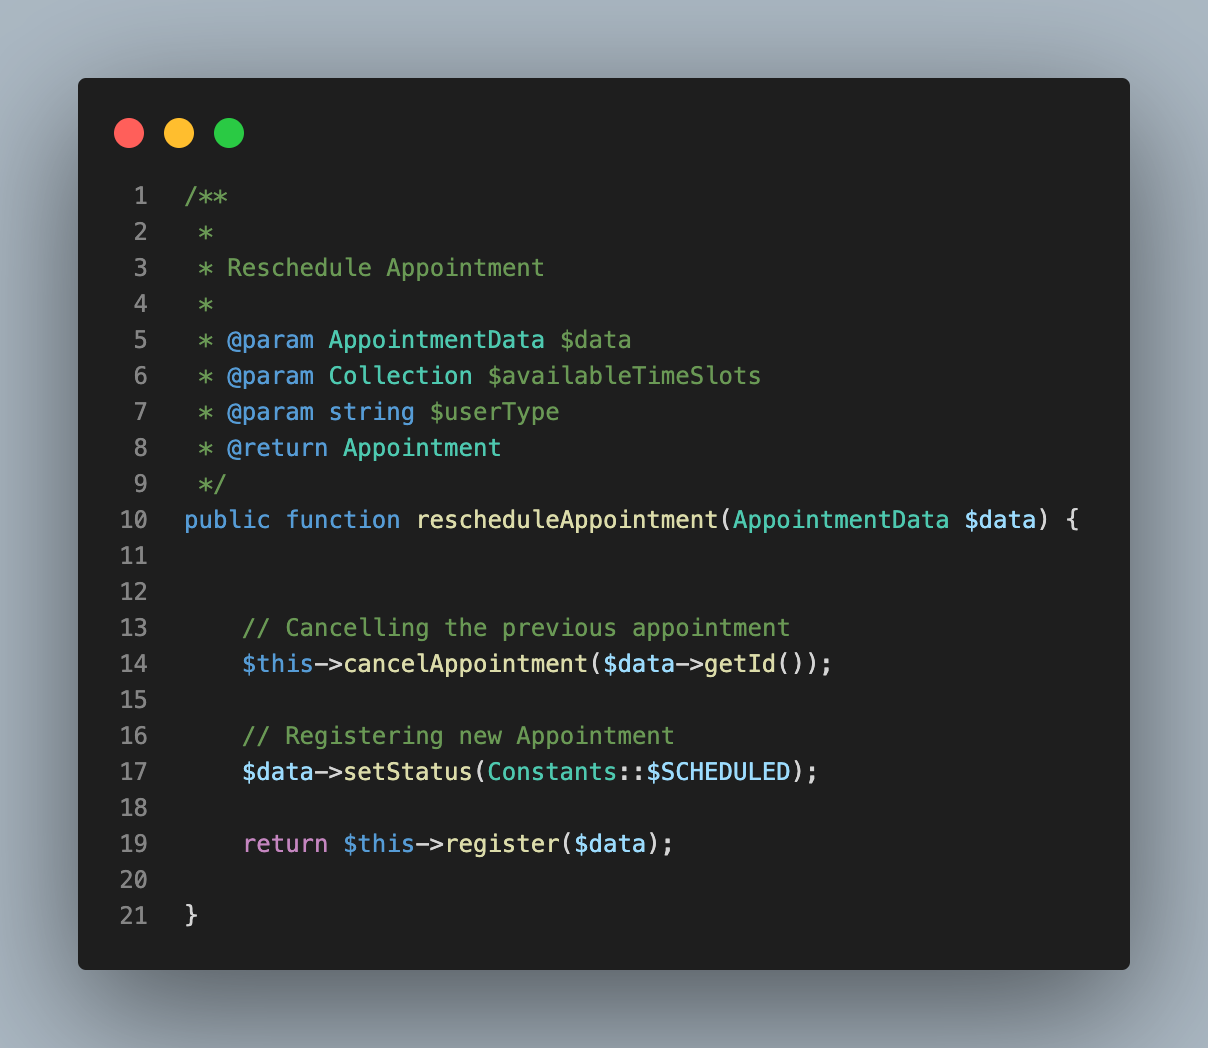 1 /**
2  *
3  * Reschedule Appointment
4  *
5  * @param AppointmentData $data
6  * @param Collection $availableTimeSlots
7  * @param string $userType
8  * @return Appointment
9  */
10 public function rescheduleAppointment(AppointmentData $data) {
11
12
13     // Cancelling the previous appointment
14     $this->cancelAppointment($data->getId());
15
16     // Registering new Appointment
17     $data->setStatus(Constants::$SCHEDULED);
18
19     return $this->register($data);
20
21 }